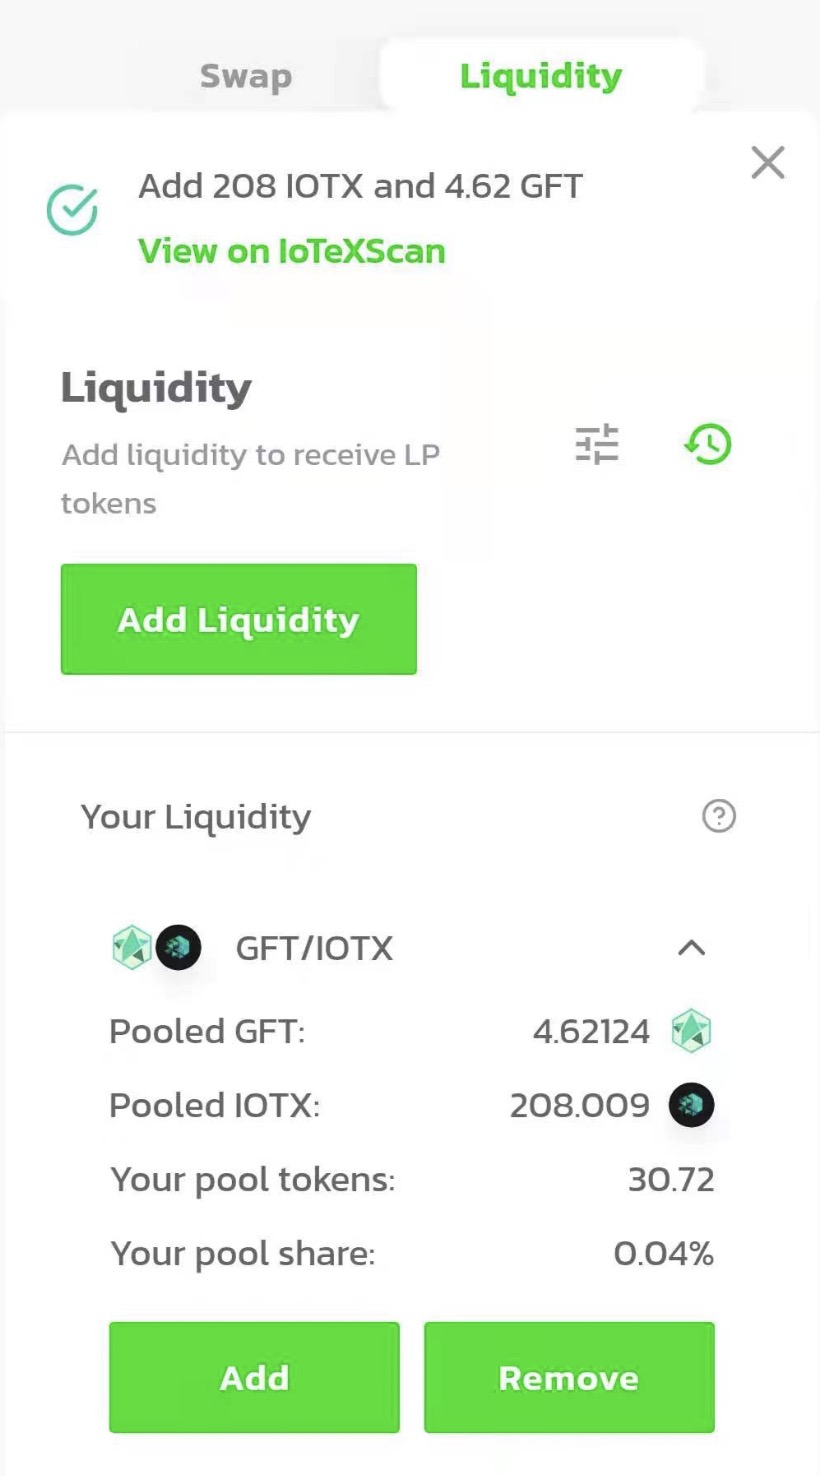 Swap
Liquidity
Add 208 IOTX and 4.62 GFT
View on IoTeXScan
Liquidity
Add liquidity to receive LP
tokens
Add Liquidity
Your Liquidity
GFT/IOTX
Pooled GFT: 4.62124
Pooled IOTX: 208.009
Your pool tokens: 30.72
Your pool share: 0.04%
Add
Remove